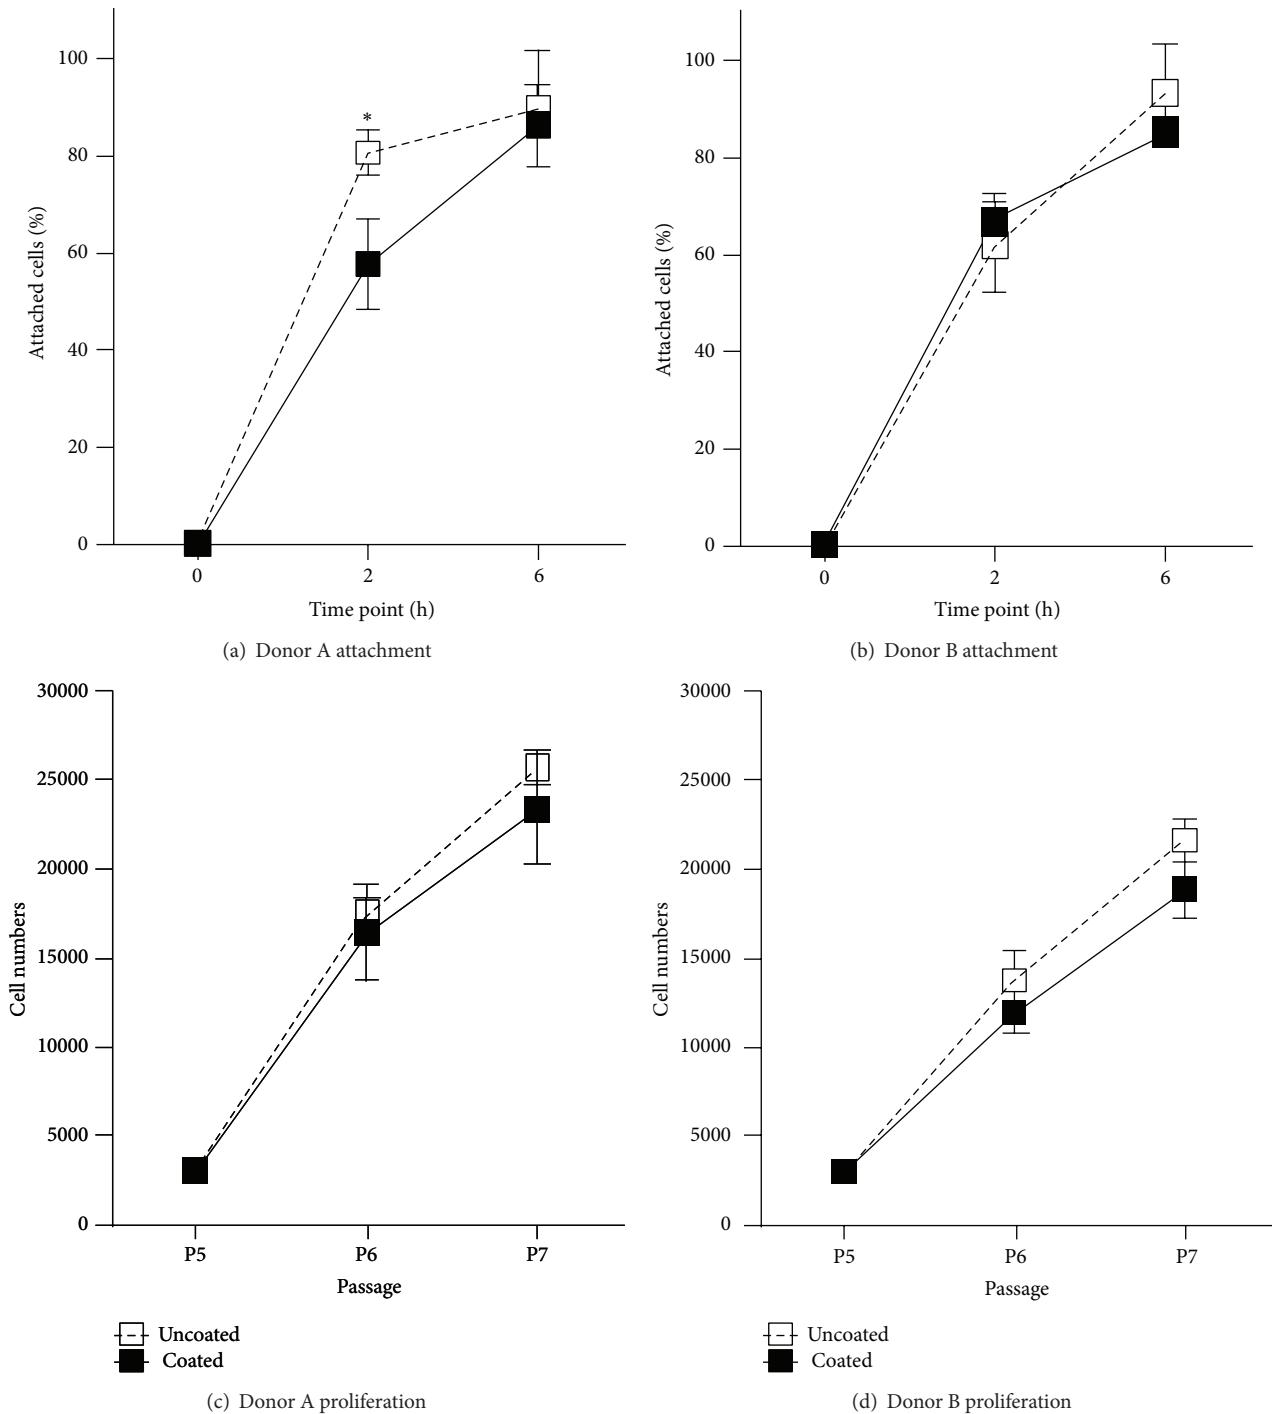 100
80
60
40
20
0
Attached cells (%)
*
0 2 6
Time point (h)
(a) Donor A attachment
100
80
60
40
20
0
Attached cells (%)
0 2 6
Time point (h)
(b) Donor B attachment
30000
25000
20000
15000
10000
5000
0
Cell numbers
P5 P6 P7
Passage
Uncoated
Coated
(c) Donor A proliferation
30000
25000
20000
15000
10000
5000
0
Cell numbers
P5 P6 P7
Passage
Uncoated
Coated
(d) Donor B proliferation